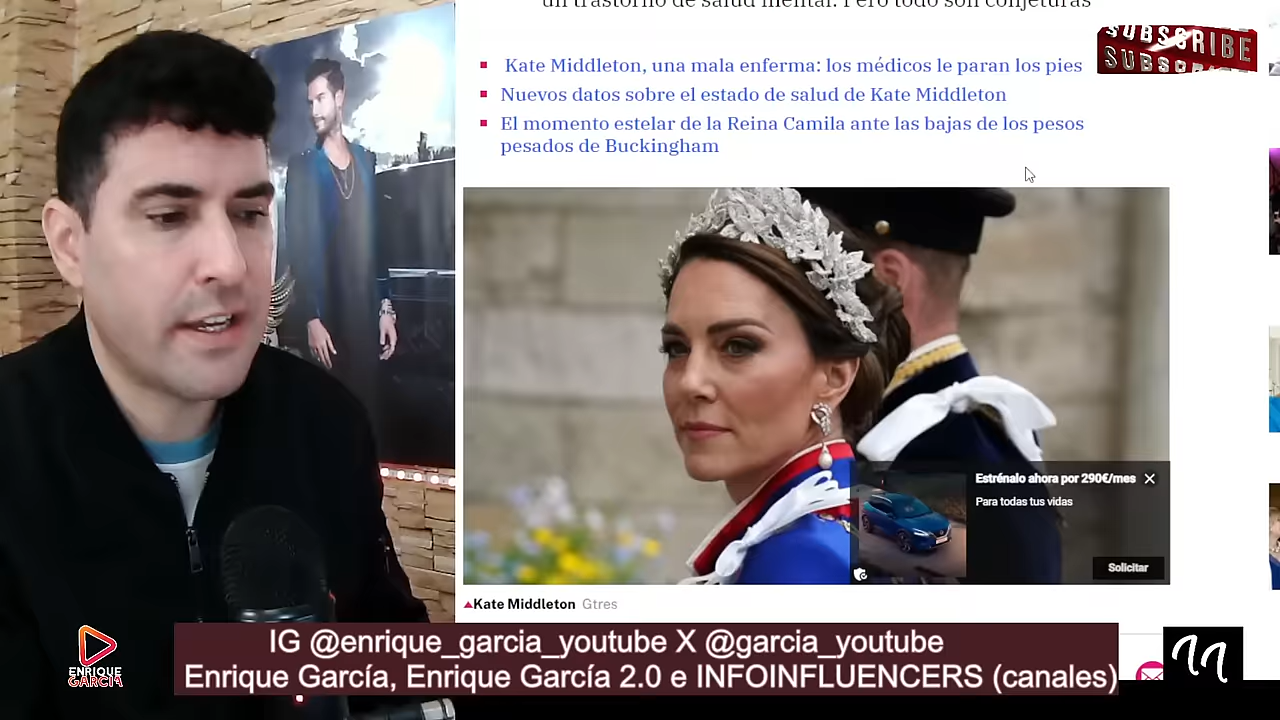 un trastorno de salud mental. Pero todo son conjeturas
SUBSCRIBE
SUBSCRIBE
Kate Middleton, una mala enferma: los médicos le paran los pies
Nuevos datos sobre el estado de salud de Kate Middleton
El momento estelar de la Reina Camila ante las bajas de los pesos
pesados de Buckingham
Estrénalo ahora por 290€/mes
Para todas tus vidas
Solicitar
Kate Middleton Gtres
ENRIQUE
GARCÍA
IG @enrique_garcia_youtube X @garcia_youtube
Enrique García, Enrique García 2.0 e INFOINFLUENCERS (canales)